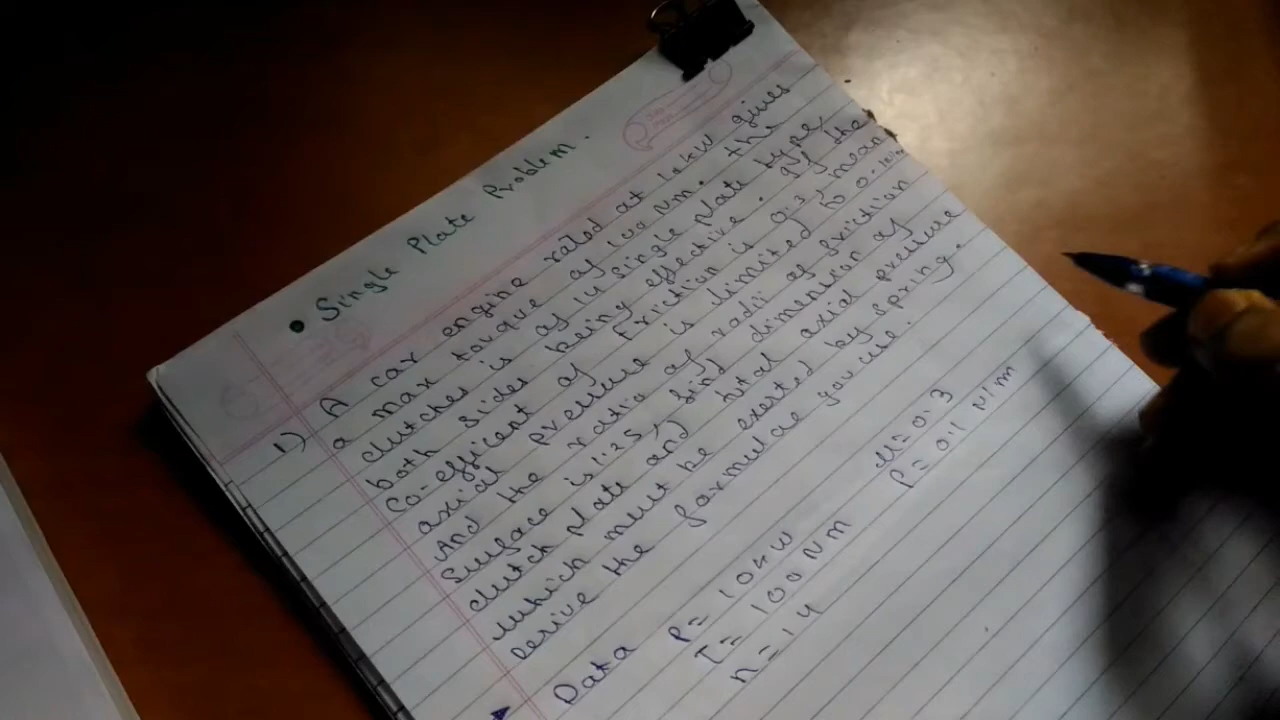 • Single Plate Problem.
1) A car engine rated at 10kW gives
a max torque of 100 Nm. the
clutches is of 14 single plate type,
both sides being effective. If the
Co-efficent of Friction is 0.3, mean
axial pressure is limited to 0.1
And the ratio of radii of friction
Surface is 1.25, find dimension of
clutch plate and total axial pressure
which must be exerted by spring.
Derive the formulae you use.
Data P = 10kW μ = 0.3
T = 100 Nm P = 0.1 N/m
n = 14